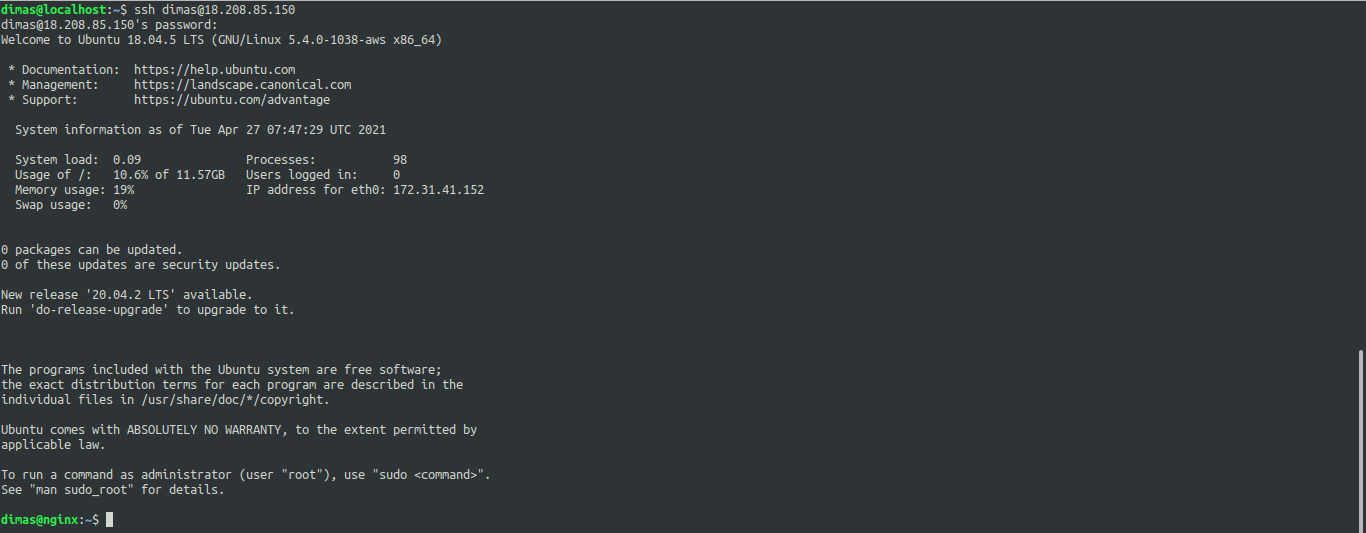 dimas@localhost:~$ ssh dimas@18.208.85.150
dimas@18.208.85.150's password:
Welcome to Ubuntu 18.04.5 LTS (GNU/Linux 5.4.0-1038-aws x86_64)
* Documentation:  https://help.ubuntu.com
* Management:     https://landscape.canonical.com
* Support:        https://ubuntu.com/advantage
System information as of Tue Apr 27 07:47:29 UTC 2021
System load:  0.09               Processes:           98
Usage of /:   10.6% of 11.57GB   Users logged in:     0
Memory usage: 19%                IP address for eth0: 172.31.41.152
Swap usage:   0%
0 packages can be updated.
0 of these updates are security updates.
New release '20.04.2 LTS' available.
Run 'do-release-upgrade' to upgrade to it.
The programs included with the Ubuntu system are free software;
the exact distribution terms for each program are described in the
individual files in /usr/share/doc/*/copyright.
Ubuntu comes with ABSOLUTELY NO WARRANTY, to the extent permitted by
applicable law.
To run a command as administrator (user "root"), use "sudo <command>".
See "man sudo_root" for details.
dimas@nginx:~$